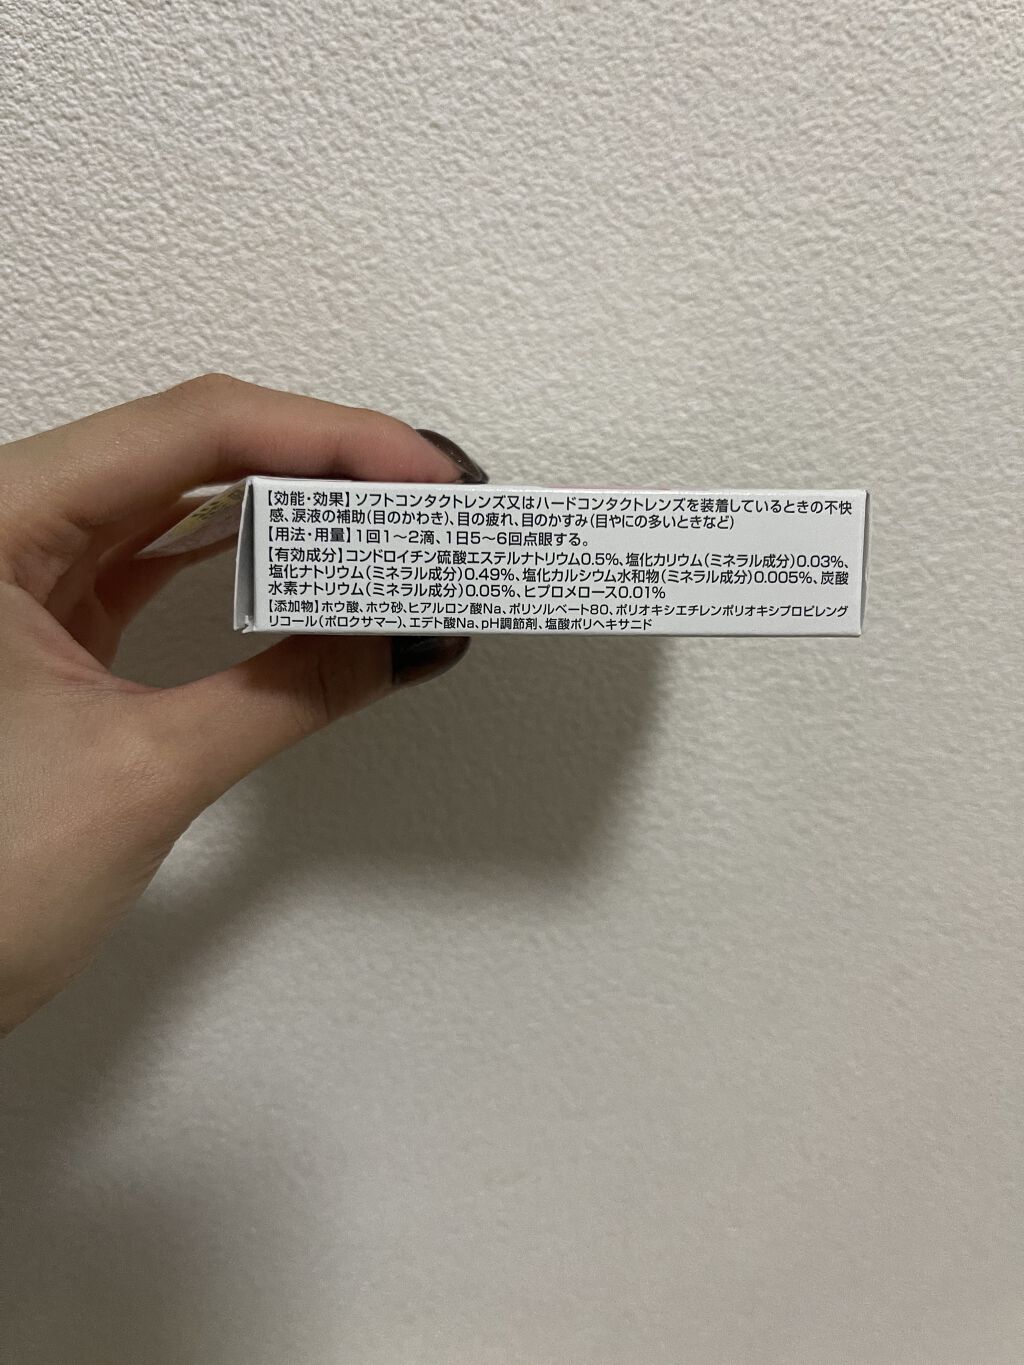 【効能・効果】ソフトコンタクトレンズ又はハードコンタクトレンズを装着しているときの不快
感、涙液の補助(目のかわき)、目の疲れ、目のかすみ(目やにの多いときなど)
【用法・用量】1回1〜2滴、1日5〜6回点眼する。
【有効成分】コンドロイチン硫酸エステルナトリウム0.5%、塩化カリウム(ミネラル成分)0.03%、
塩化ナトリウム(ミネラル成分)0.49%、塩化カルシウム水和物(ミネラル成分)0.005%、炭酸
水素ナトリウム(ミネラル成分)0.05%、ヒプロメロース0.01%
【添加物】ホウ酸、ホウ砂、ヒアルロン酸Na、ポリソルベート80、ポリオキシエチレンポリオキシプロピレング
リコール(ポロクサマー)、エデト酸Na、pH調節剤、塩酸ポリヘキサニド